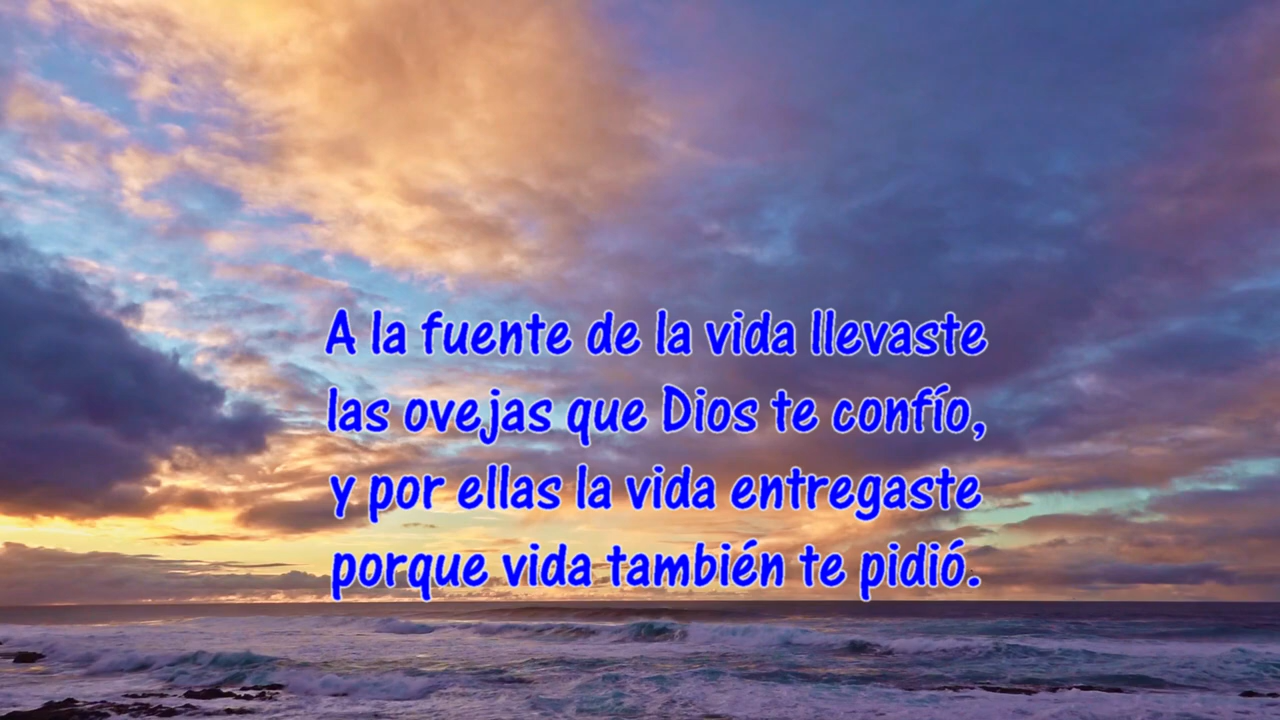 A la fuente de la vida llevaste
las ovejas que Dios te confío,
y por ellas la vida entregaste
porque vida también te pidió.